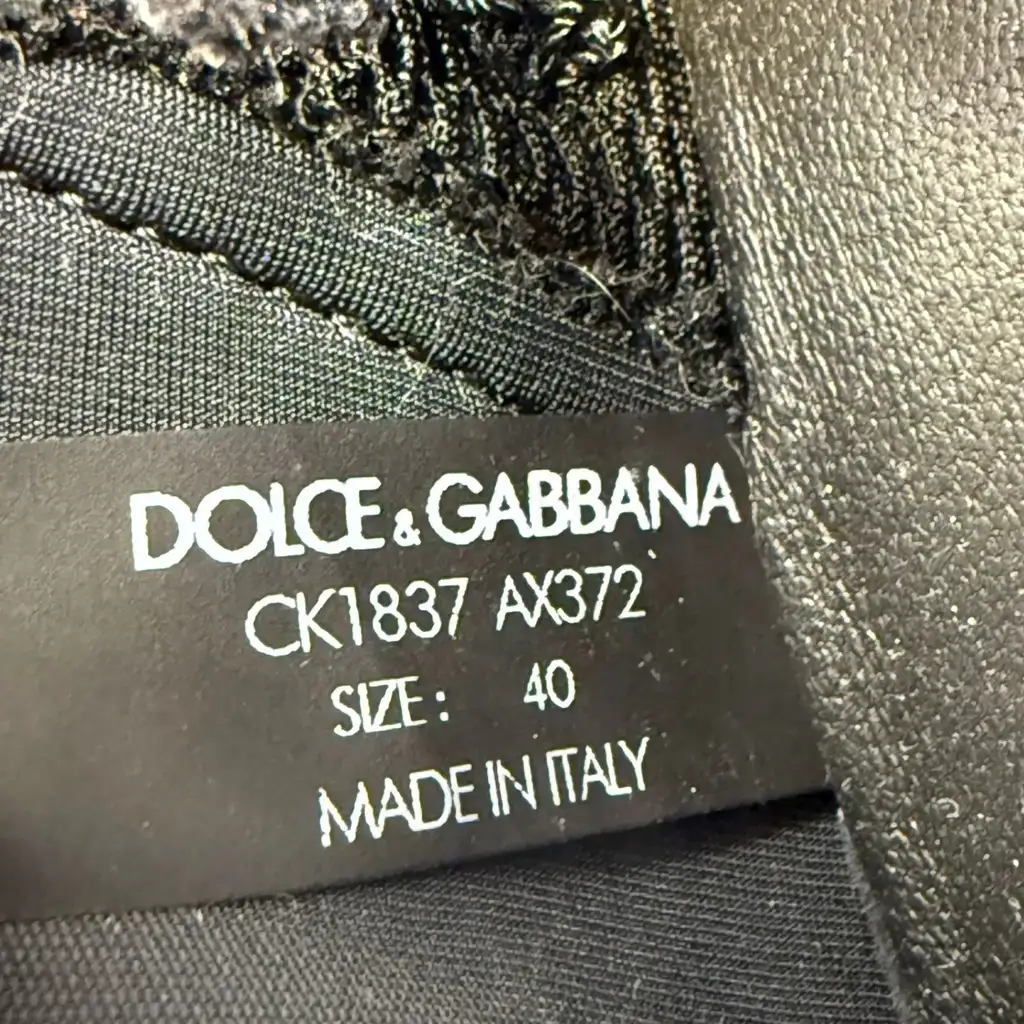 DOLCE & GABBANA
CK1837 AX372
SIZE: 40
MADE IN ITALY